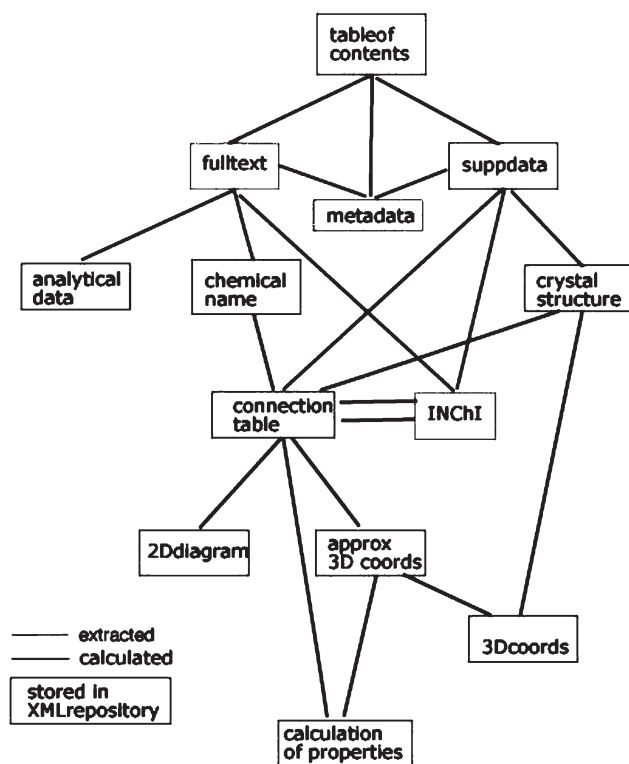 tableof
contents
fulltext
suppdata
metadata
analytical
data
chemical
name
crystal
structure
connection
table
INChI
2Ddiagram
approx
3D coords
3Dcoords
extracted
calculated
stored in
XMLrepository
calculation
of properties